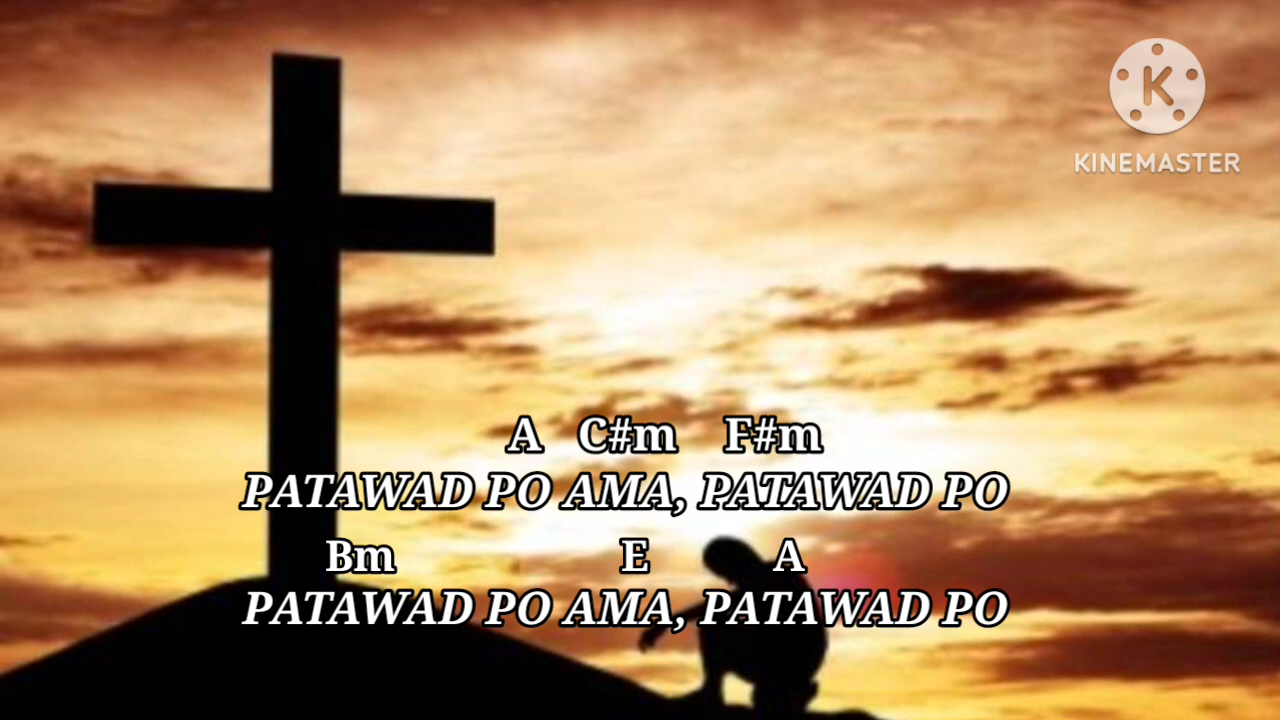 K
KINEMASTER
A C#m F#m
PATAWAD PO AMA, PATAWAD PO
Bm E A
PATAWAD PO AMA, PATAWAD PO